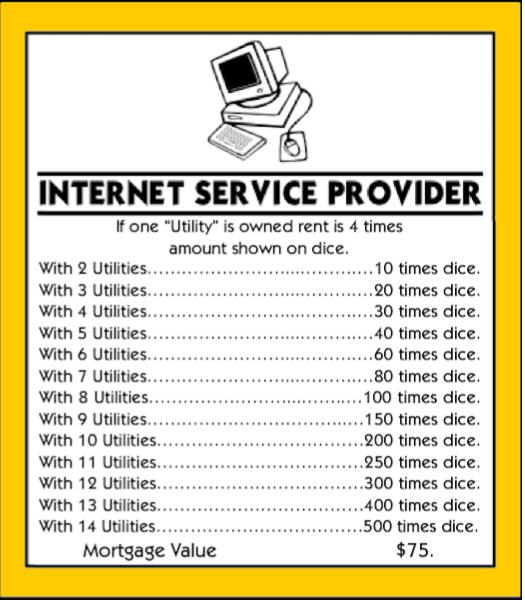 INTERNET SERVICE PROVIDER
If one “Utility” is owned rent is 4 times
amount shown on dice.
With 2 Utilities.......................................10 times dice.
With 3 Utilities.......................................20 times dice.
With 4 Utilities.......................................30 times dice.
With 5 Utilities.......................................40 times dice.
With 6 Utilities.......................................60 times dice.
With 7 Utilities.......................................80 times dice.
With 8 Utilities.....................................100 times dice.
With 9 Utilities.....................................150 times dice.
With 10 Utilities...................................200 times dice.
With 11 Utilities...................................250 times dice.
With 12 Utilities...................................300 times dice.
With 13 Utilities...................................400 times dice.
With 14 Utilities...................................500 times dice.
Mortgage Value $75.